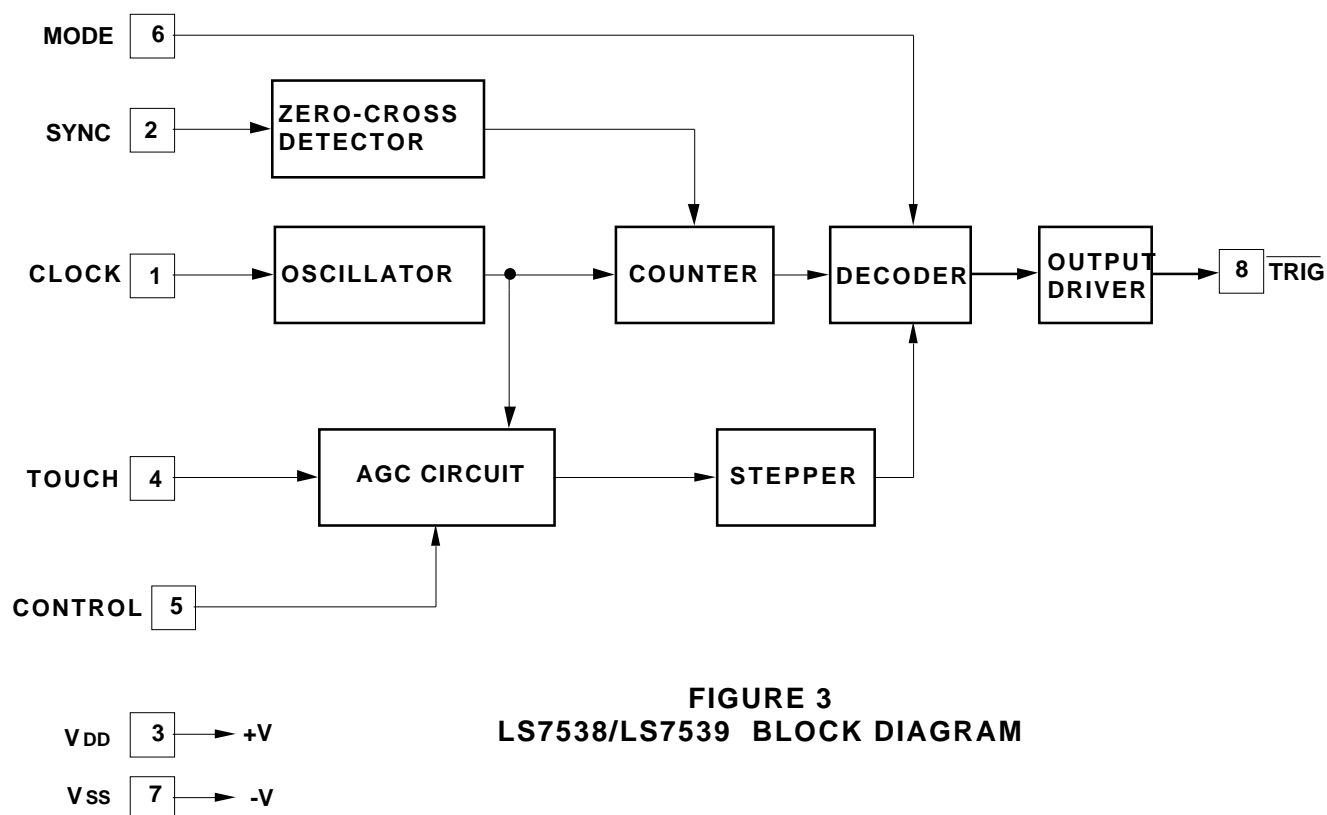 MODE 6
SYNC 2
ZERO-CROSS
DETECTOR
CLOCK 1
OSCILLATOR
COUNTER
DECODER
OUTPUT
DRIVER
8 TRIG
TOUCH 4
AGC CIRCUIT
STEPPER
CONTROL 5
FIGURE 3
LS7538/LS7539 BLOCK DIAGRAM
VDD 3 +V
VSS 7 -V